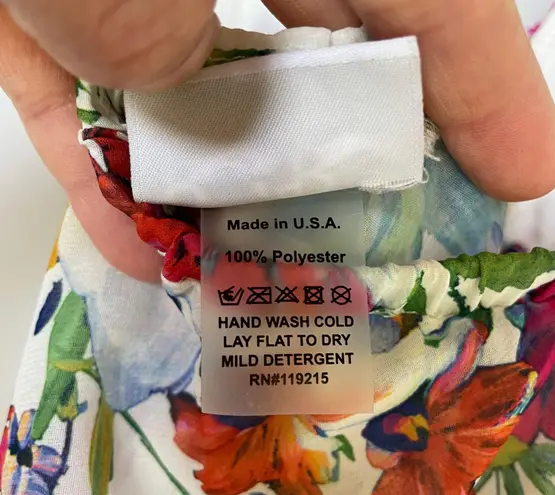 Made in U.S.A.
100% Polyester
HAND WASH COLD
LAY FLAT TO DRY
MILD DETERGENT
RN#119215